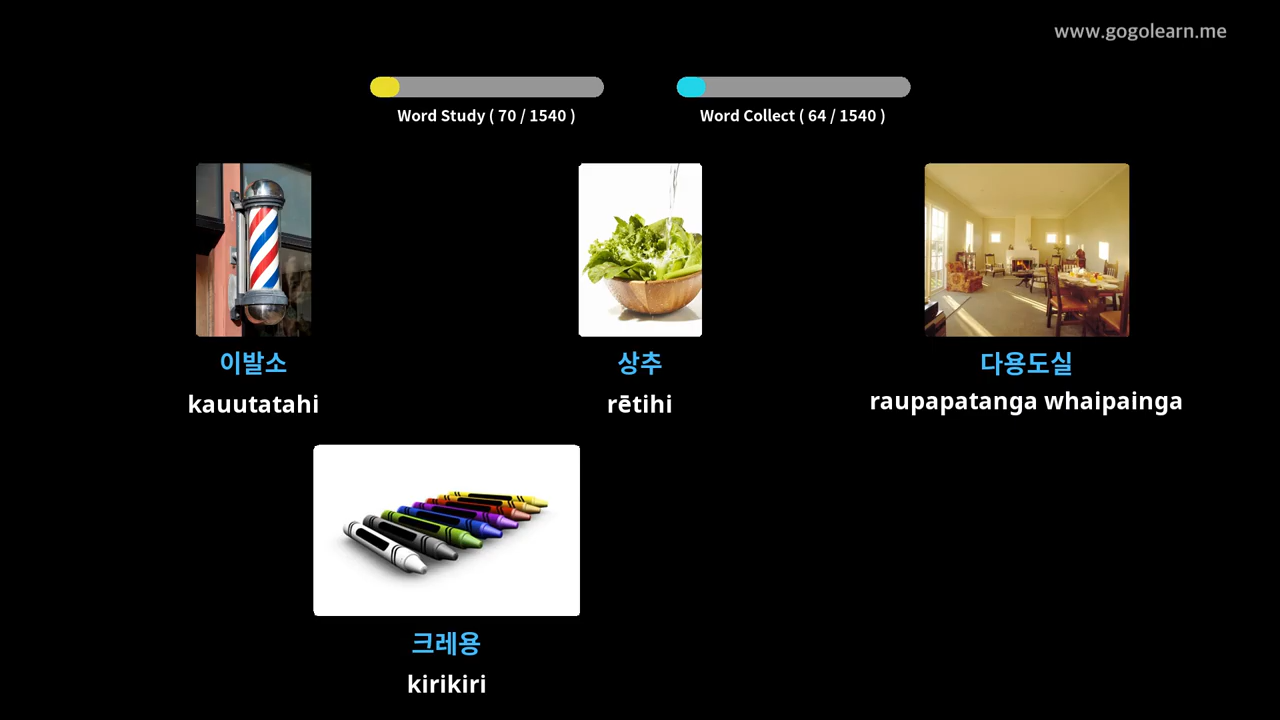 www.gogolearn.me
Word Study ( 70 / 1540 )
Word Collect ( 64 / 1540 )
이발소
kauutatahi
상추
rētihi
다용도실
raupapatanga whaipainga
크레용
kirikiri